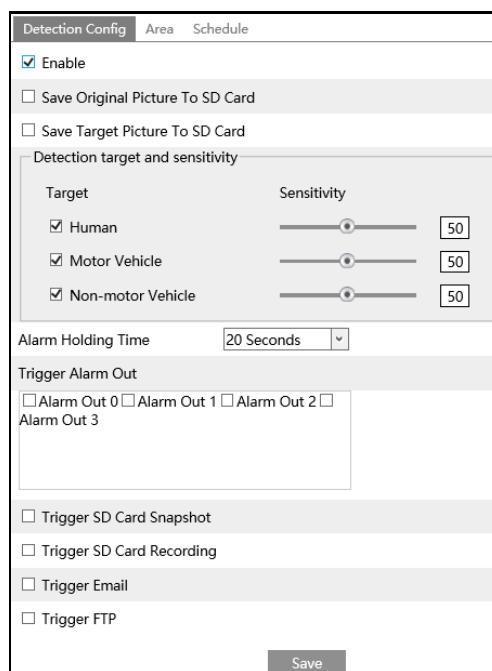 Detection Config Area Schedule
Enable
Save Original Picture To SD Card
Save Target Picture To SD Card
Detection target and sensitivity
Target Sensitivity
Human 50
Motor Vehicle 50
Non-motor Vehicle 50
Alarm Holding Time 20 Seconds
Trigger Alarm Out
Alarm Out 0 Alarm Out 1 Alarm Out 2
Alarm Out 3
Trigger SD Card Snapshot
Trigger SD Card Recording
Trigger Email
Trigger FTP
Save